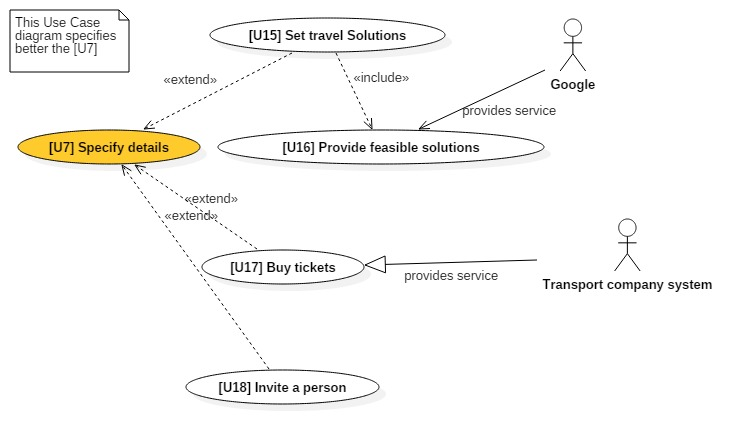 This Use Case
diagram specifies
better the [U7]
[U15] Set travel Solutions
«extend»
«include»
Google
provides service
[U7] Specify details
[U16] Provide feasible solutions
«extend»
«extend»
[U17] Buy tickets
provides service
Transport company system
[U18] Invite a person